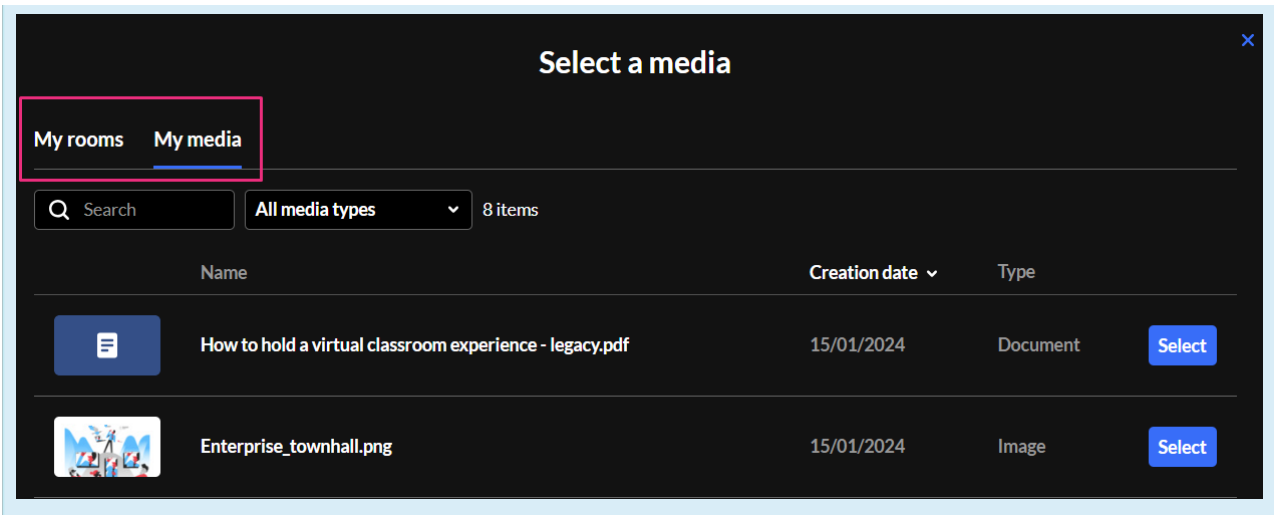 Select a media
My rooms My media
Search All media types 8 items
Name Creation date Type
How to hold a virtual classroom experience - legacy.pdf 15/01/2024 Document Select
Enterprise_townhall.png 15/01/2024 Image Select